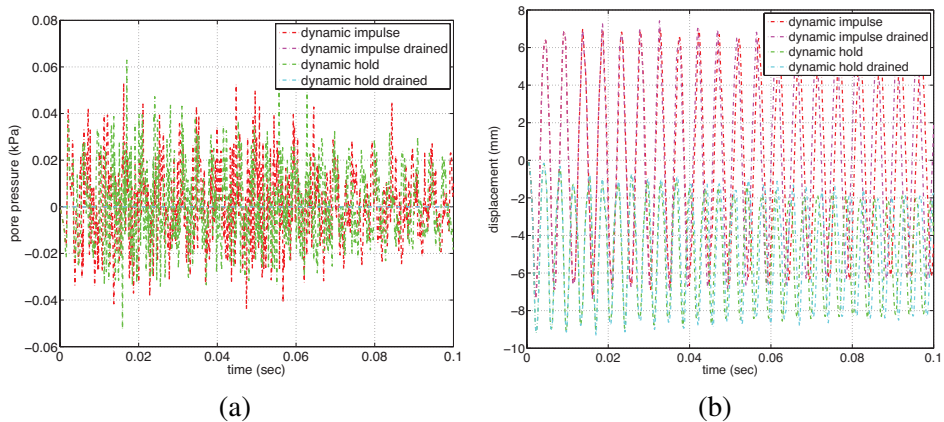 0.08
0.06
0.04
0.02
0
-0.02
-0.04
-0.06
pore pressure (kPa)
dynamic impulse
dynamic impulse drained
dynamic hold
dynamic hold drained
0 0.02 0.04 0.06 0.08 0.1
time (sec)
(a)
8
6
4
2
0
-2
-4
-6
-8
-10
displacement (mm)
dynamic impulse
dynamic impulse drained
dynamic hold
dynamic hold drained
0 0.02 0.04 0.06 0.08 0.1
time (sec)
(b)